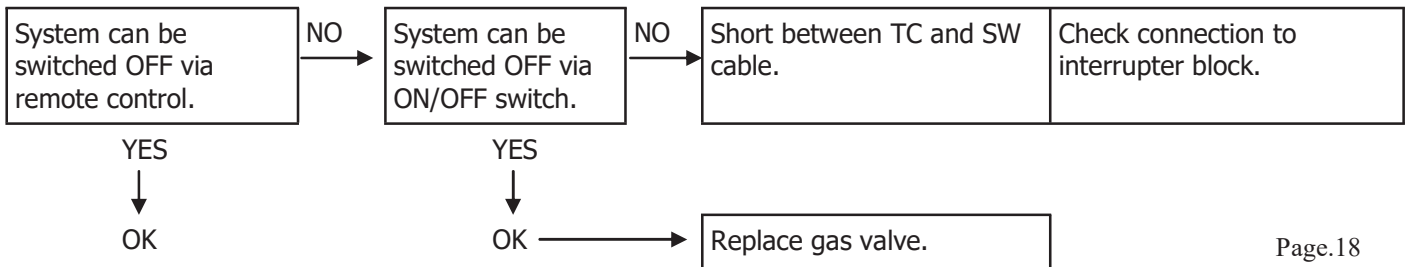 System can be
switched OFF via
remote control.
NO
System can be
switched OFF via
ON/OFF switch.
NO
Short between TC and SW
cable.
Check connection to
interrupter block.
YES
YES
OK
OK
Replace gas valve.
Page.18